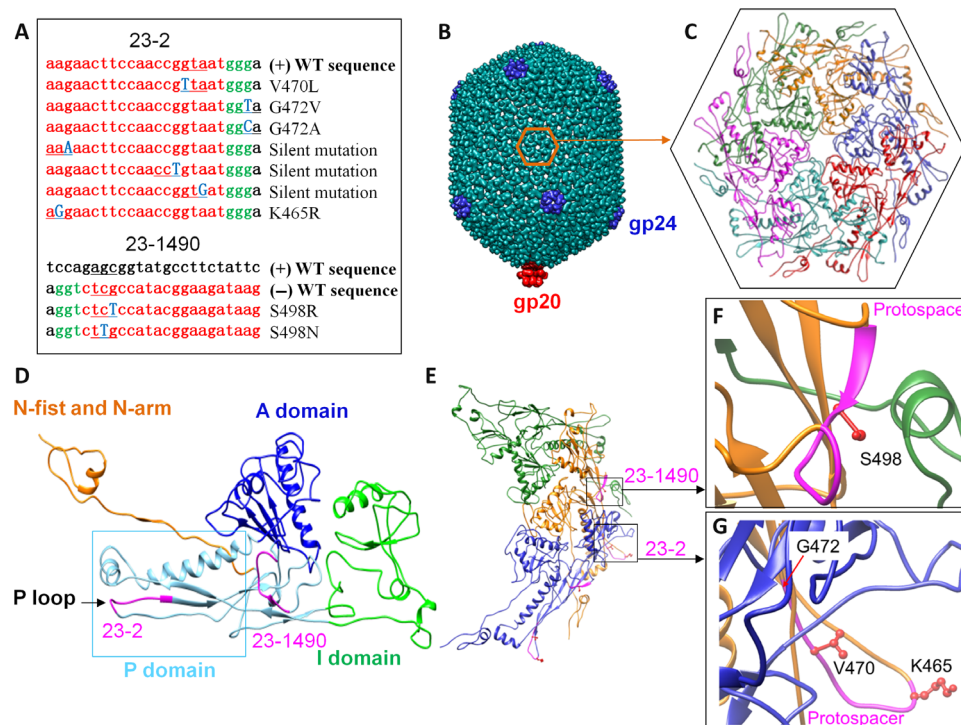 A
23-2
aagaacttccaaccggtaatggga (+) WT sequence
aagaacttccaaccgTtaatggga V470L
aagaacttccaaccggtaatggTa G472V
aagaacttccaaccggtaatggCa G472A
aaAaacttccaaccggtaatggga Silent mutation
aagaacttccaaccTgtaatggga Silent mutation
aagaacttccaaccggtGatggga Silent mutation
aGgaacttccaaccggtaatggga K465R
23-1490
tccagagcggtatgccttctattc (+) WT sequence
aggtctcgccatacggaagataag (−) WT sequence
aggtctcTccatacggaagataag S498R
aggtctTgccatacggaagataag S498N
B
gp24
gp20
C
D
N-fist and N-arm
A domain
P loop
23-2
23-1490
P domain
I domain
E
23-1490
23-2
F
Protospacer
S498
G
G472
V470
K465
Protospacer